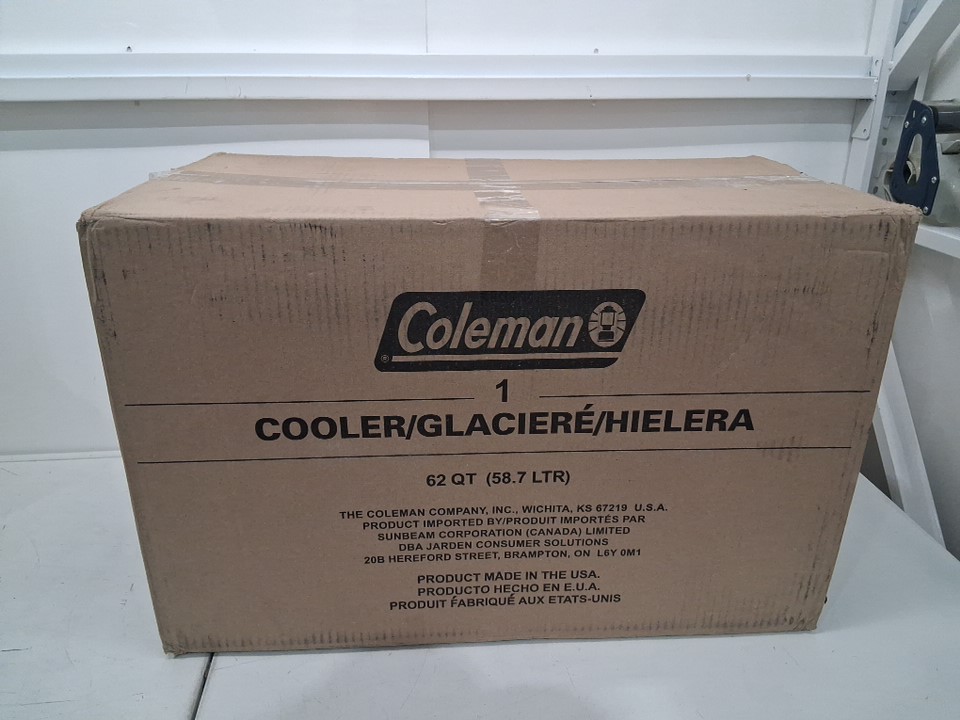 Coleman
®
1
COOLER/GLACIERÉ/HIELERA
62 QT (58.7 LTR)
THE COLEMAN COMPANY, INC., WICHITA, KS 67219 U.S.A.
PRODUCT IMPORTED BY/PRODUIT IMPORTÉS PAR
SUNBEAM CORPORATION (CANADA) LIMITED
DBA JARDEN CONSUMER SOLUTIONS
20B HEREFORD STREET, BRAMPTON, ON L6Y 0M1
PRODUCT MADE IN THE USA.
PRODUCTO HECHO EN E.U.A.
PRODUIT FABRIQUÉ AUX ETATS-UNIS